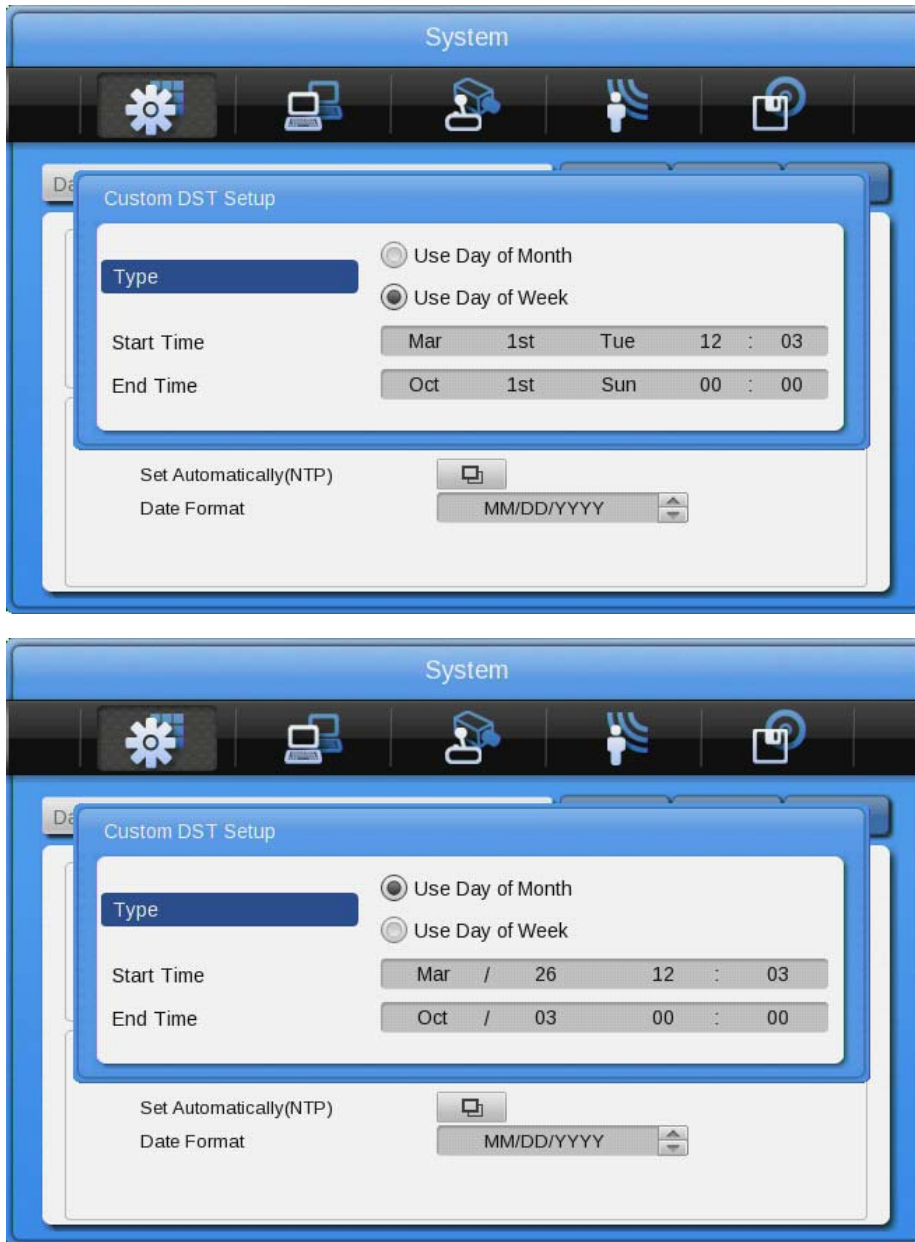 System
Da
Custom DST Setup
Use Day of Month
Type
Use Day of Week
Start Time Mar 1st Tue 12 : 03
End Time Oct 1st Sun 00 : 00
Set Automatically(NTP)
Date Format MM/DD/YYYY
System
Da
Custom DST Setup
Use Day of Month
Type
Use Day of Week
Start Time Mar / 26 12 : 03
End Time Oct / 03 00 : 00
Set Automatically(NTP)
Date Format MM/DD/YYYY